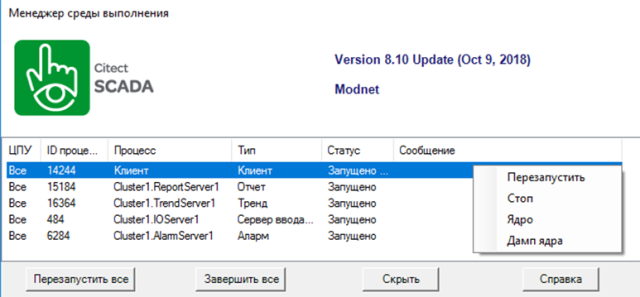 Менеджер среды выполнения
Citect
SCADA
Version 8.10 Update (Oct 9, 2018)
Modnet
ЦПУ ID проце... Процесс Тип Статус Сообщение
Все 14244 Клиент Клиент Запущено ...
Все 15184 Cluster1.ReportServer1 Отчет Запущено
Все 16364 Cluster1.TrendServer1 Тренд Запущено
Все 484 Cluster1.IOServer1 Сервер ввода... Запущено
Все 6284 Cluster1.AlarmServer1 Аларм Запущено
Перезапустить
Стоп
Ядро
Дамп ядра
Перезапустить все Завершить все Скрыть Справка